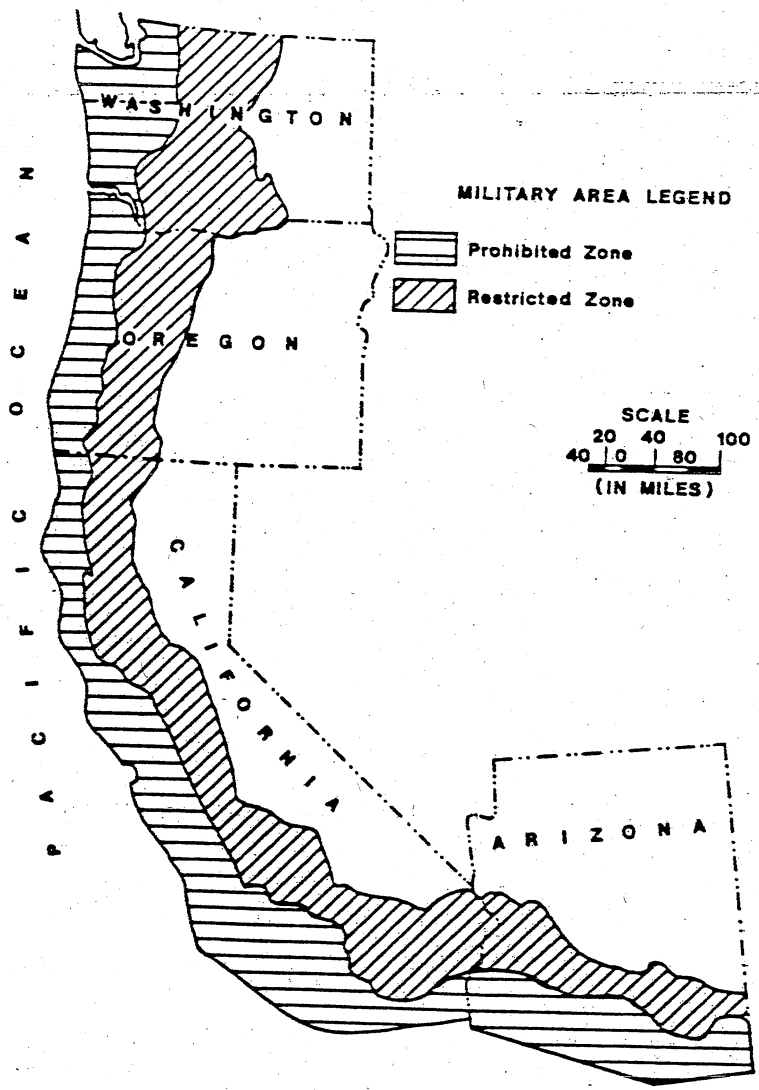 WASHINGTON
MILITARY AREA LEGEND
Prohibited Zone
Restricted Zone
OREGON
SCALE
20 40 100
40 0 80
(IN MILES)
PACIFIC OCEAN
CALIFORNIA
ARIZONA